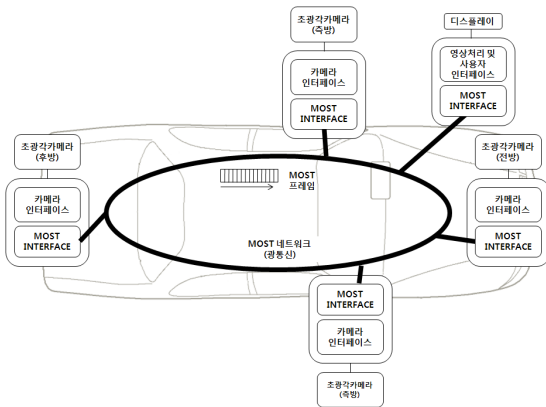 초광각카메라
(측방)
카메라
인터페이스
MOST
INTERFACE
디스플레이
영상처리 및
사용자
인터페이스
MOST
INTERFACE
초광각카메라
(후방)
카메라
인터페이스
MOST
INTERFACE
MOST
프레임
초광각카메라
(전방)
카메라
인터페이스
MOST
INTERFACE
MOST 네트워크
(광통신)
MOST
INTERFACE
카메라
인터페이스
초광각카메라
(측방)